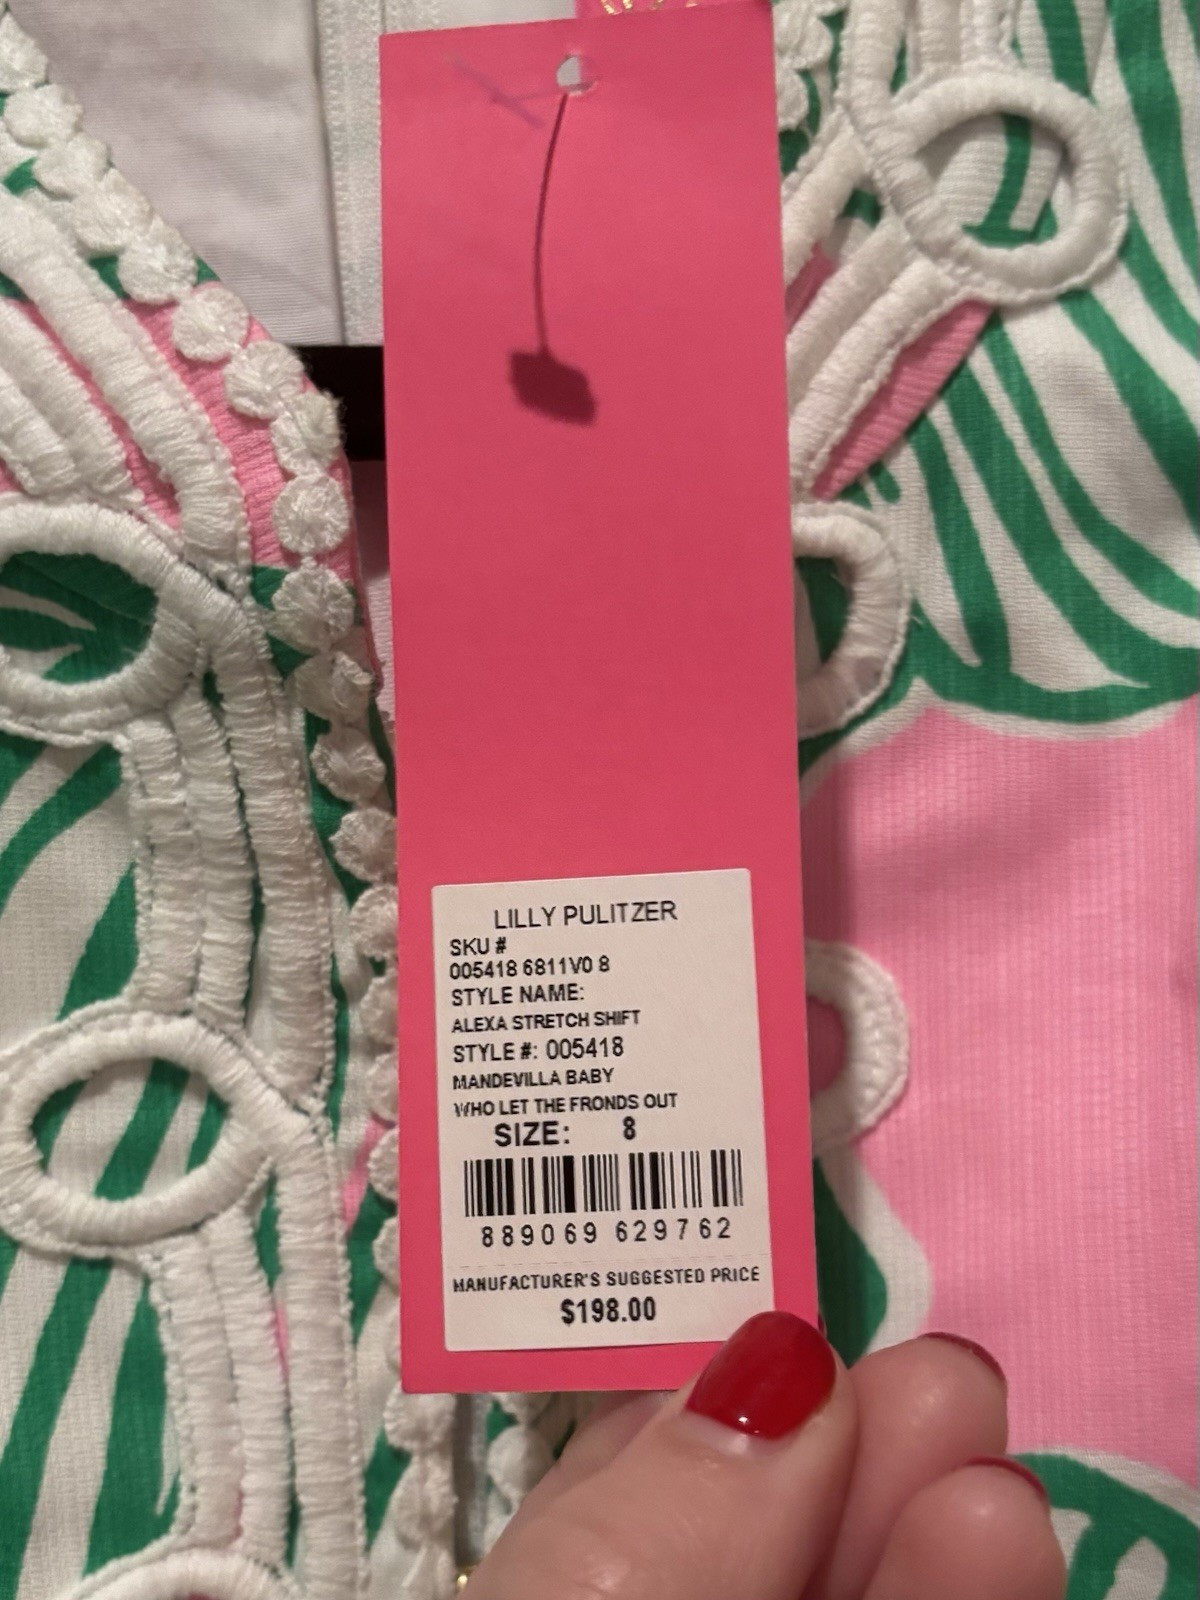 LILLY PULITZER
SKU #
005418 6811V0 8
STYLE NAME:
ALEXA STRETCH SHIFT
STYLE #: 005418
MANDEVILLA BABY
WHO LET THE FRONDS OUT
SIZE: 8
889069 629762
MANUFACTURER'S SUGGESTED PRICE
$198.00